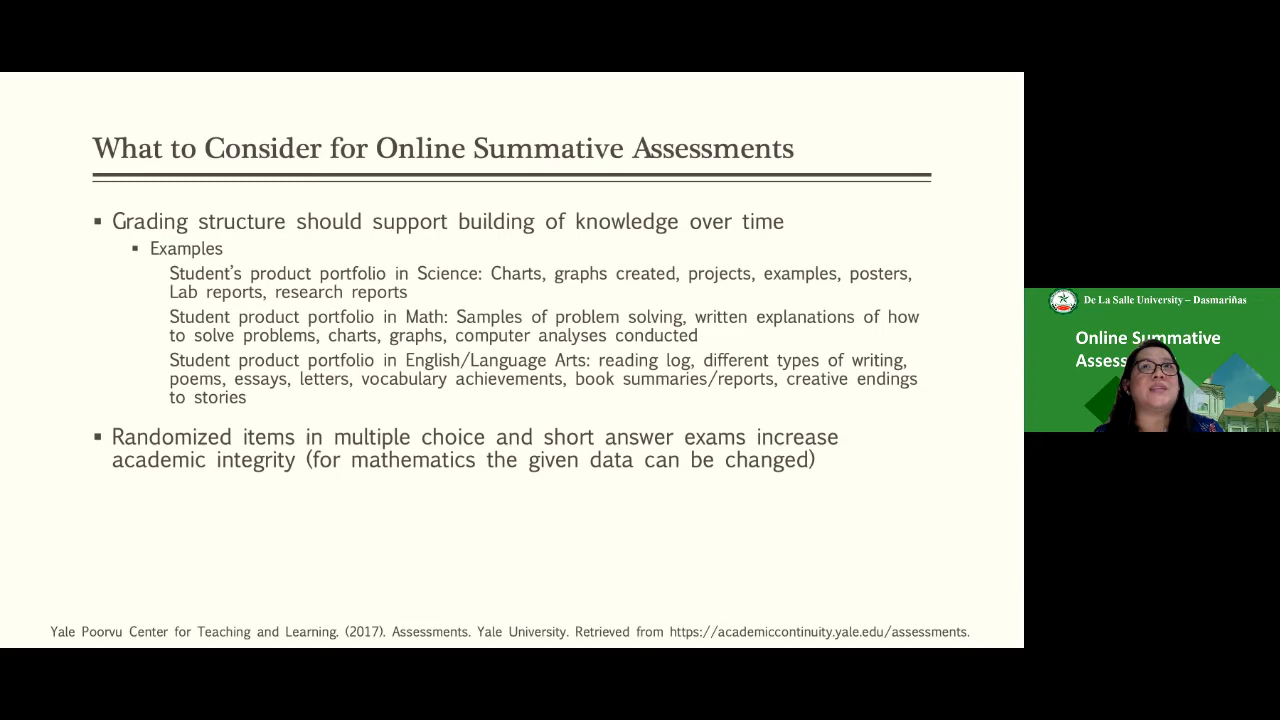 What to Consider for Online Summative Assessments
▪ Grading structure should support building of knowledge over time
▪ Examples
Student's product portfolio in Science: Charts, graphs created, projects, examples, posters,
Lab reports, research reports
Student product portfolio in Math: Samples of problem solving, written explanations of how
to solve problems, charts, graphs, computer analyses conducted
Student product portfolio in English/Language Arts: reading log, different types of writing,
poems, essays, letters, vocabulary achievements, book summaries/reports, creative endings
to stories
▪ Randomized items in multiple choice and short answer exams increase
academic integrity (for mathematics the given data can be changed)
Yale Poorvu Center for Teaching and Learning. (2017). Assessments. Yale University. Retrieved from https://academiccontinuity.yale.edu/assessments.
De La Salle University – Dasmariñas
Online Summative
Assess